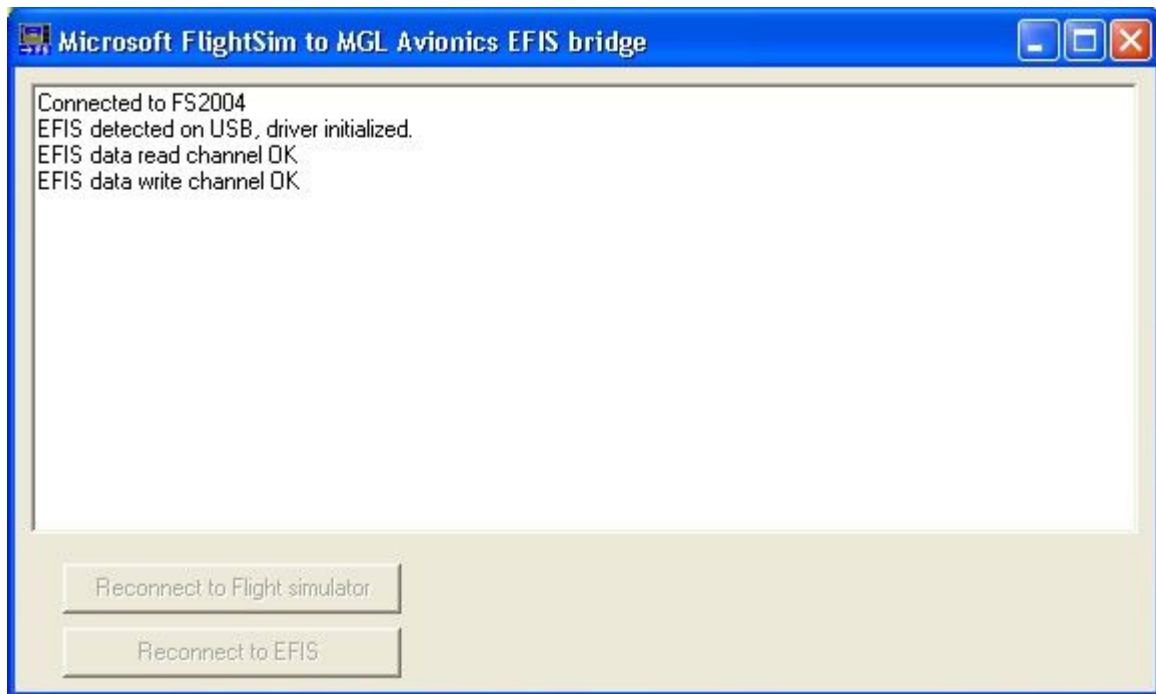 Microsoft FlightSim to MGL Avionics EFIS bridge
Connected to FS2004
EFIS detected on USB, driver initialized.
EFIS data read channel OK
EFIS data write channel OK
Reconnect to Flight simulator
Reconnect to EFIS